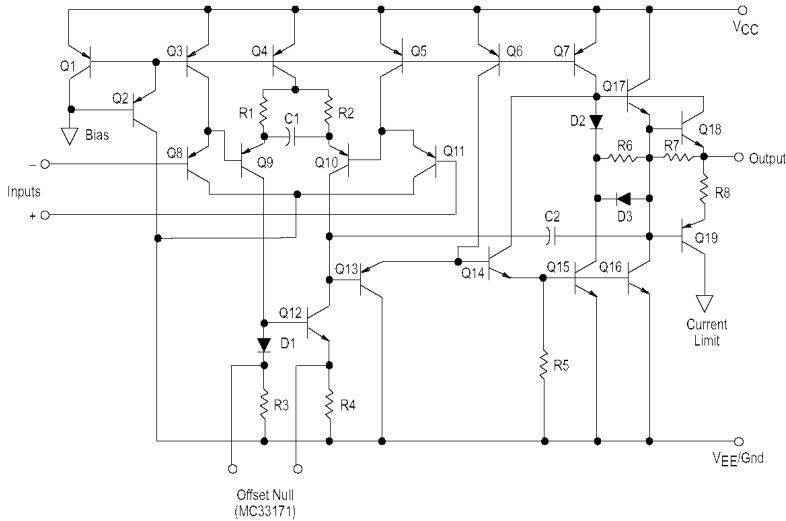 VCC
Q1
Q2
Q3
Q4
Q5
Q6
Q7
Q17
Bias
R1
C1
R2
D2
Q18
Q8
Q9
Q10
Q11
R6
R7
Output
–
Inputs
+
D3
R8
C2
Q13
Q14
Q15
Q16
Q19
Q12
D1
Current
Limit
R5
R3
R4
VEE/Gnd
Offset Null
(MC33171)